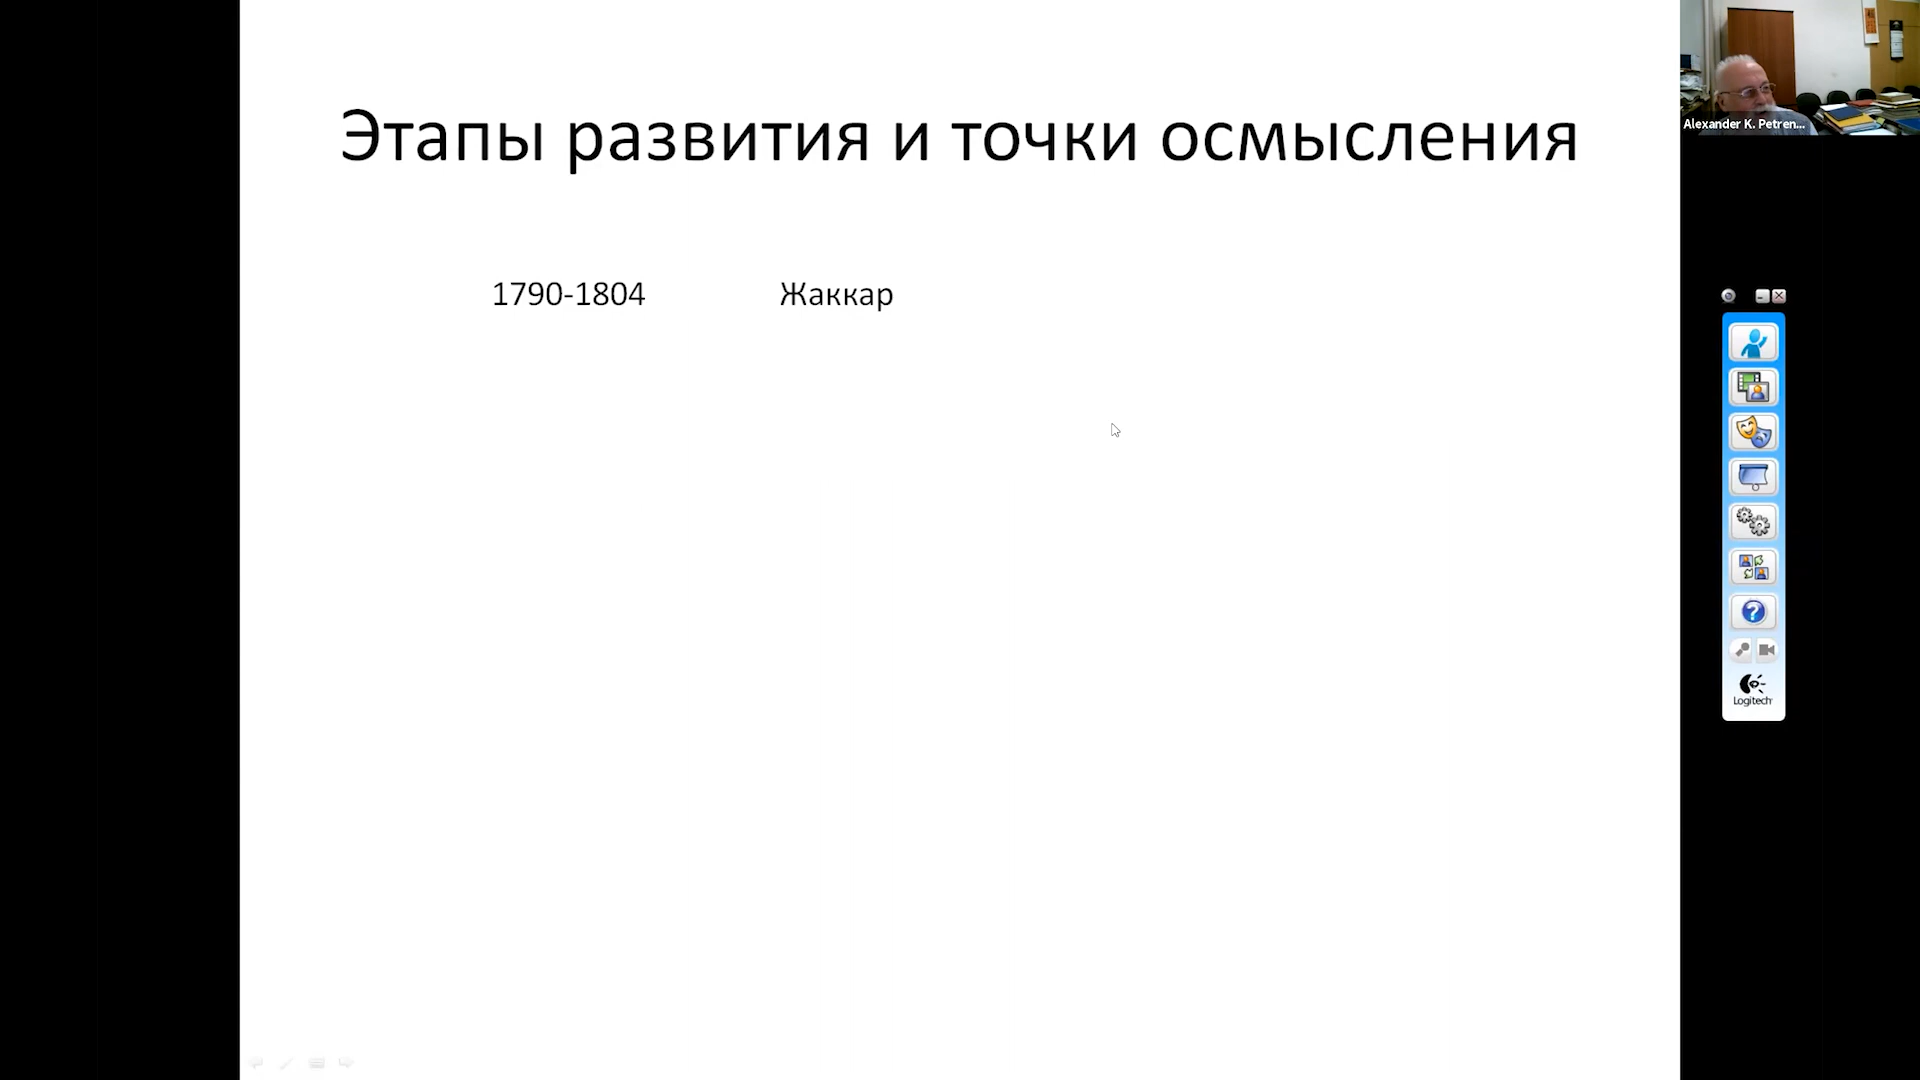 Этапы развития и точки осмысления
1790-1804 Жаккар
Alexander K. Petren...
Logitech